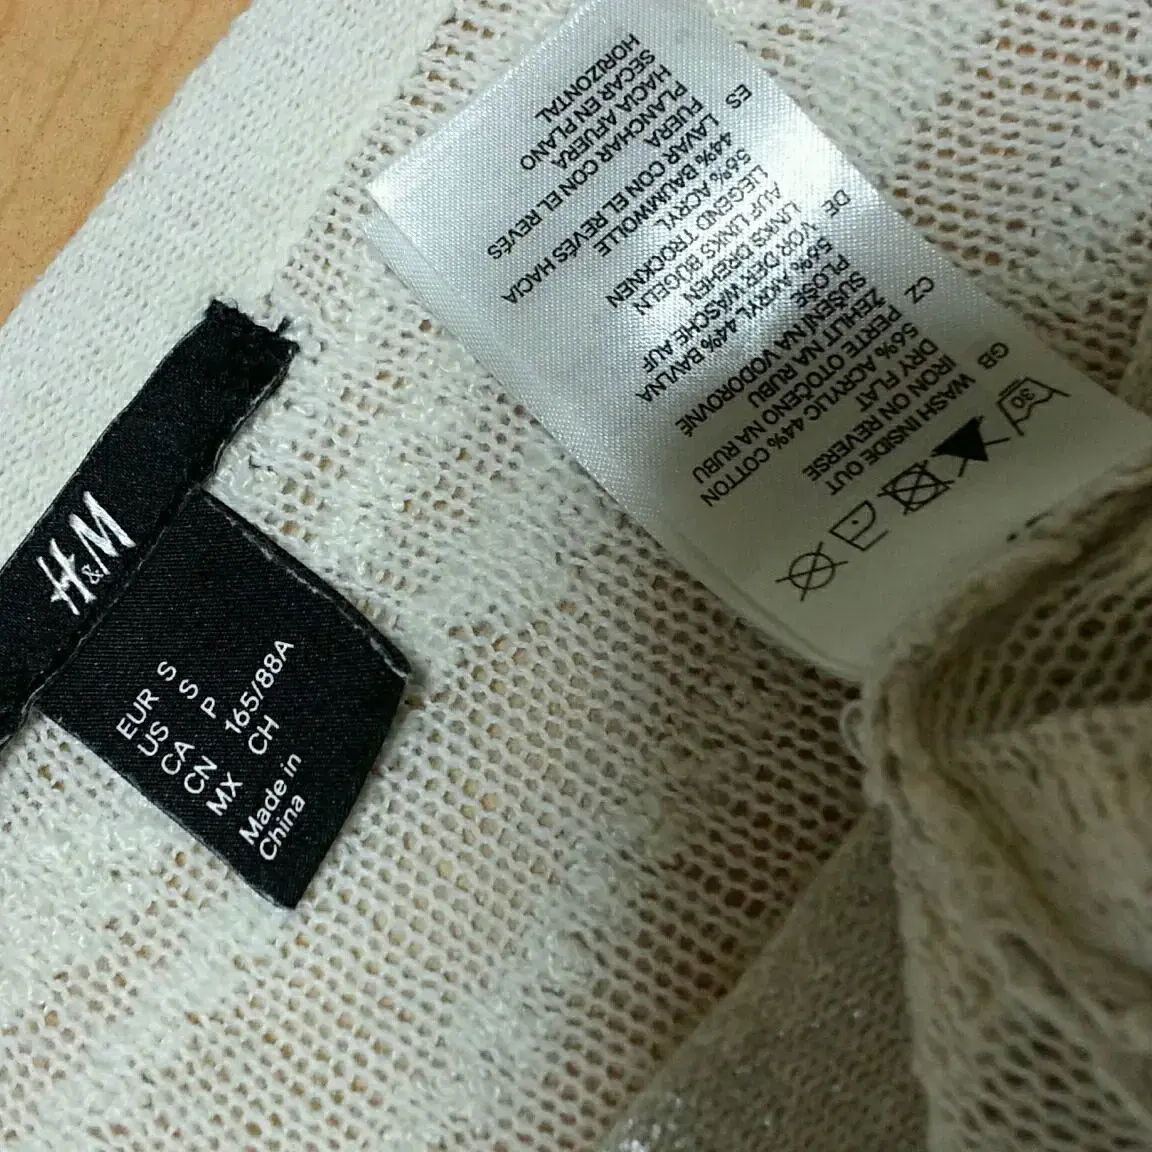 H&M
EUR S
US S
CA P
CN 165/88A
MX CH
Made in
China
30
GB
WASH INSIDE OUT
IRON ON REVERSE
DRY FLAT
56% ACRYLIC 44% COTTON
CZ
PERTE OTOČENO NA RUBU
ŽEHLIT NA RUBU
SUŠENÍ NA VODOROVNÉ
PLOŠE
56% AKRYL 44% BAVLNA
DE
VOR DER WÄSCHE AUF
LINKS DREHEN
AUF LINKS BÜGELN
LIEGEND TROCKNEN
56% ACRYL
44% BAUMWOLLE
ES
LAVAR CON EL REVÉS HACIA
FUERA
PLANCHAR CON EL REVÉS
HACIA AFUERA
SECAR EN PLANO
HORIZONTAL